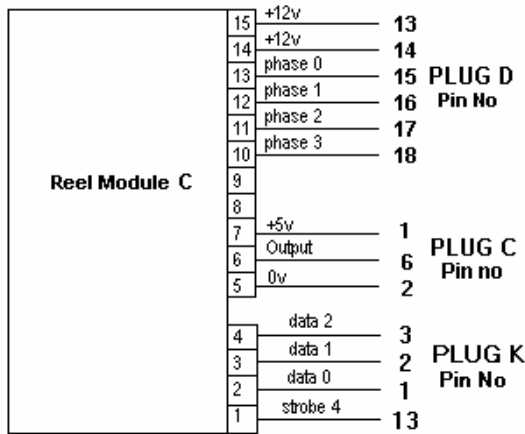 15 +12v 13
14 +12v 14
13 phase 0 15 PLUG D
12 phase 1 16 Pin No
11 phase 2 17
10 phase 3 18
Reel Module C 9
8
7 +5v 1 PLUG C
6 Output 6 Pin no
5 0v 2
4 data 2 3
3 data 1 2 PLUG K
2 data 0 1 Pin No
1 strobe 4 13